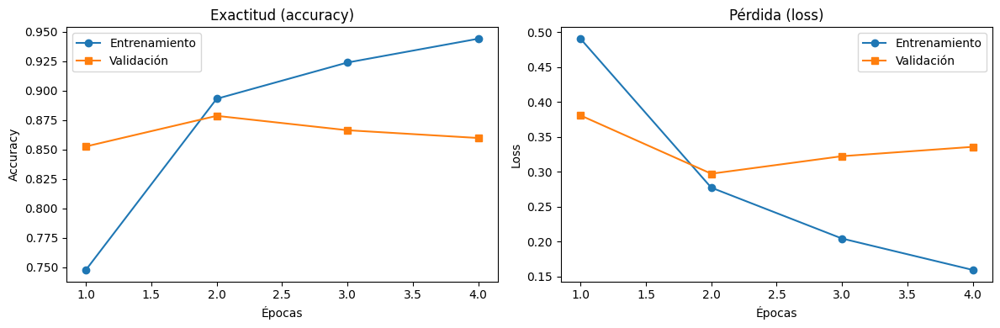 Exactitud (accuracy)
0.950
0.925
0.900
0.875
0.850
0.825
0.800
0.775
0.750
Accuracy
Entrenamiento
Validación
1.0 1.5 2.0 2.5 3.0 3.5 4.0
Épocas
Pérdida (loss)
0.50
0.45
0.40
0.35
0.30
0.25
0.20
0.15
Loss
Entrenamiento
Validación
1.0 1.5 2.0 2.5 3.0 3.5 4.0
Épocas